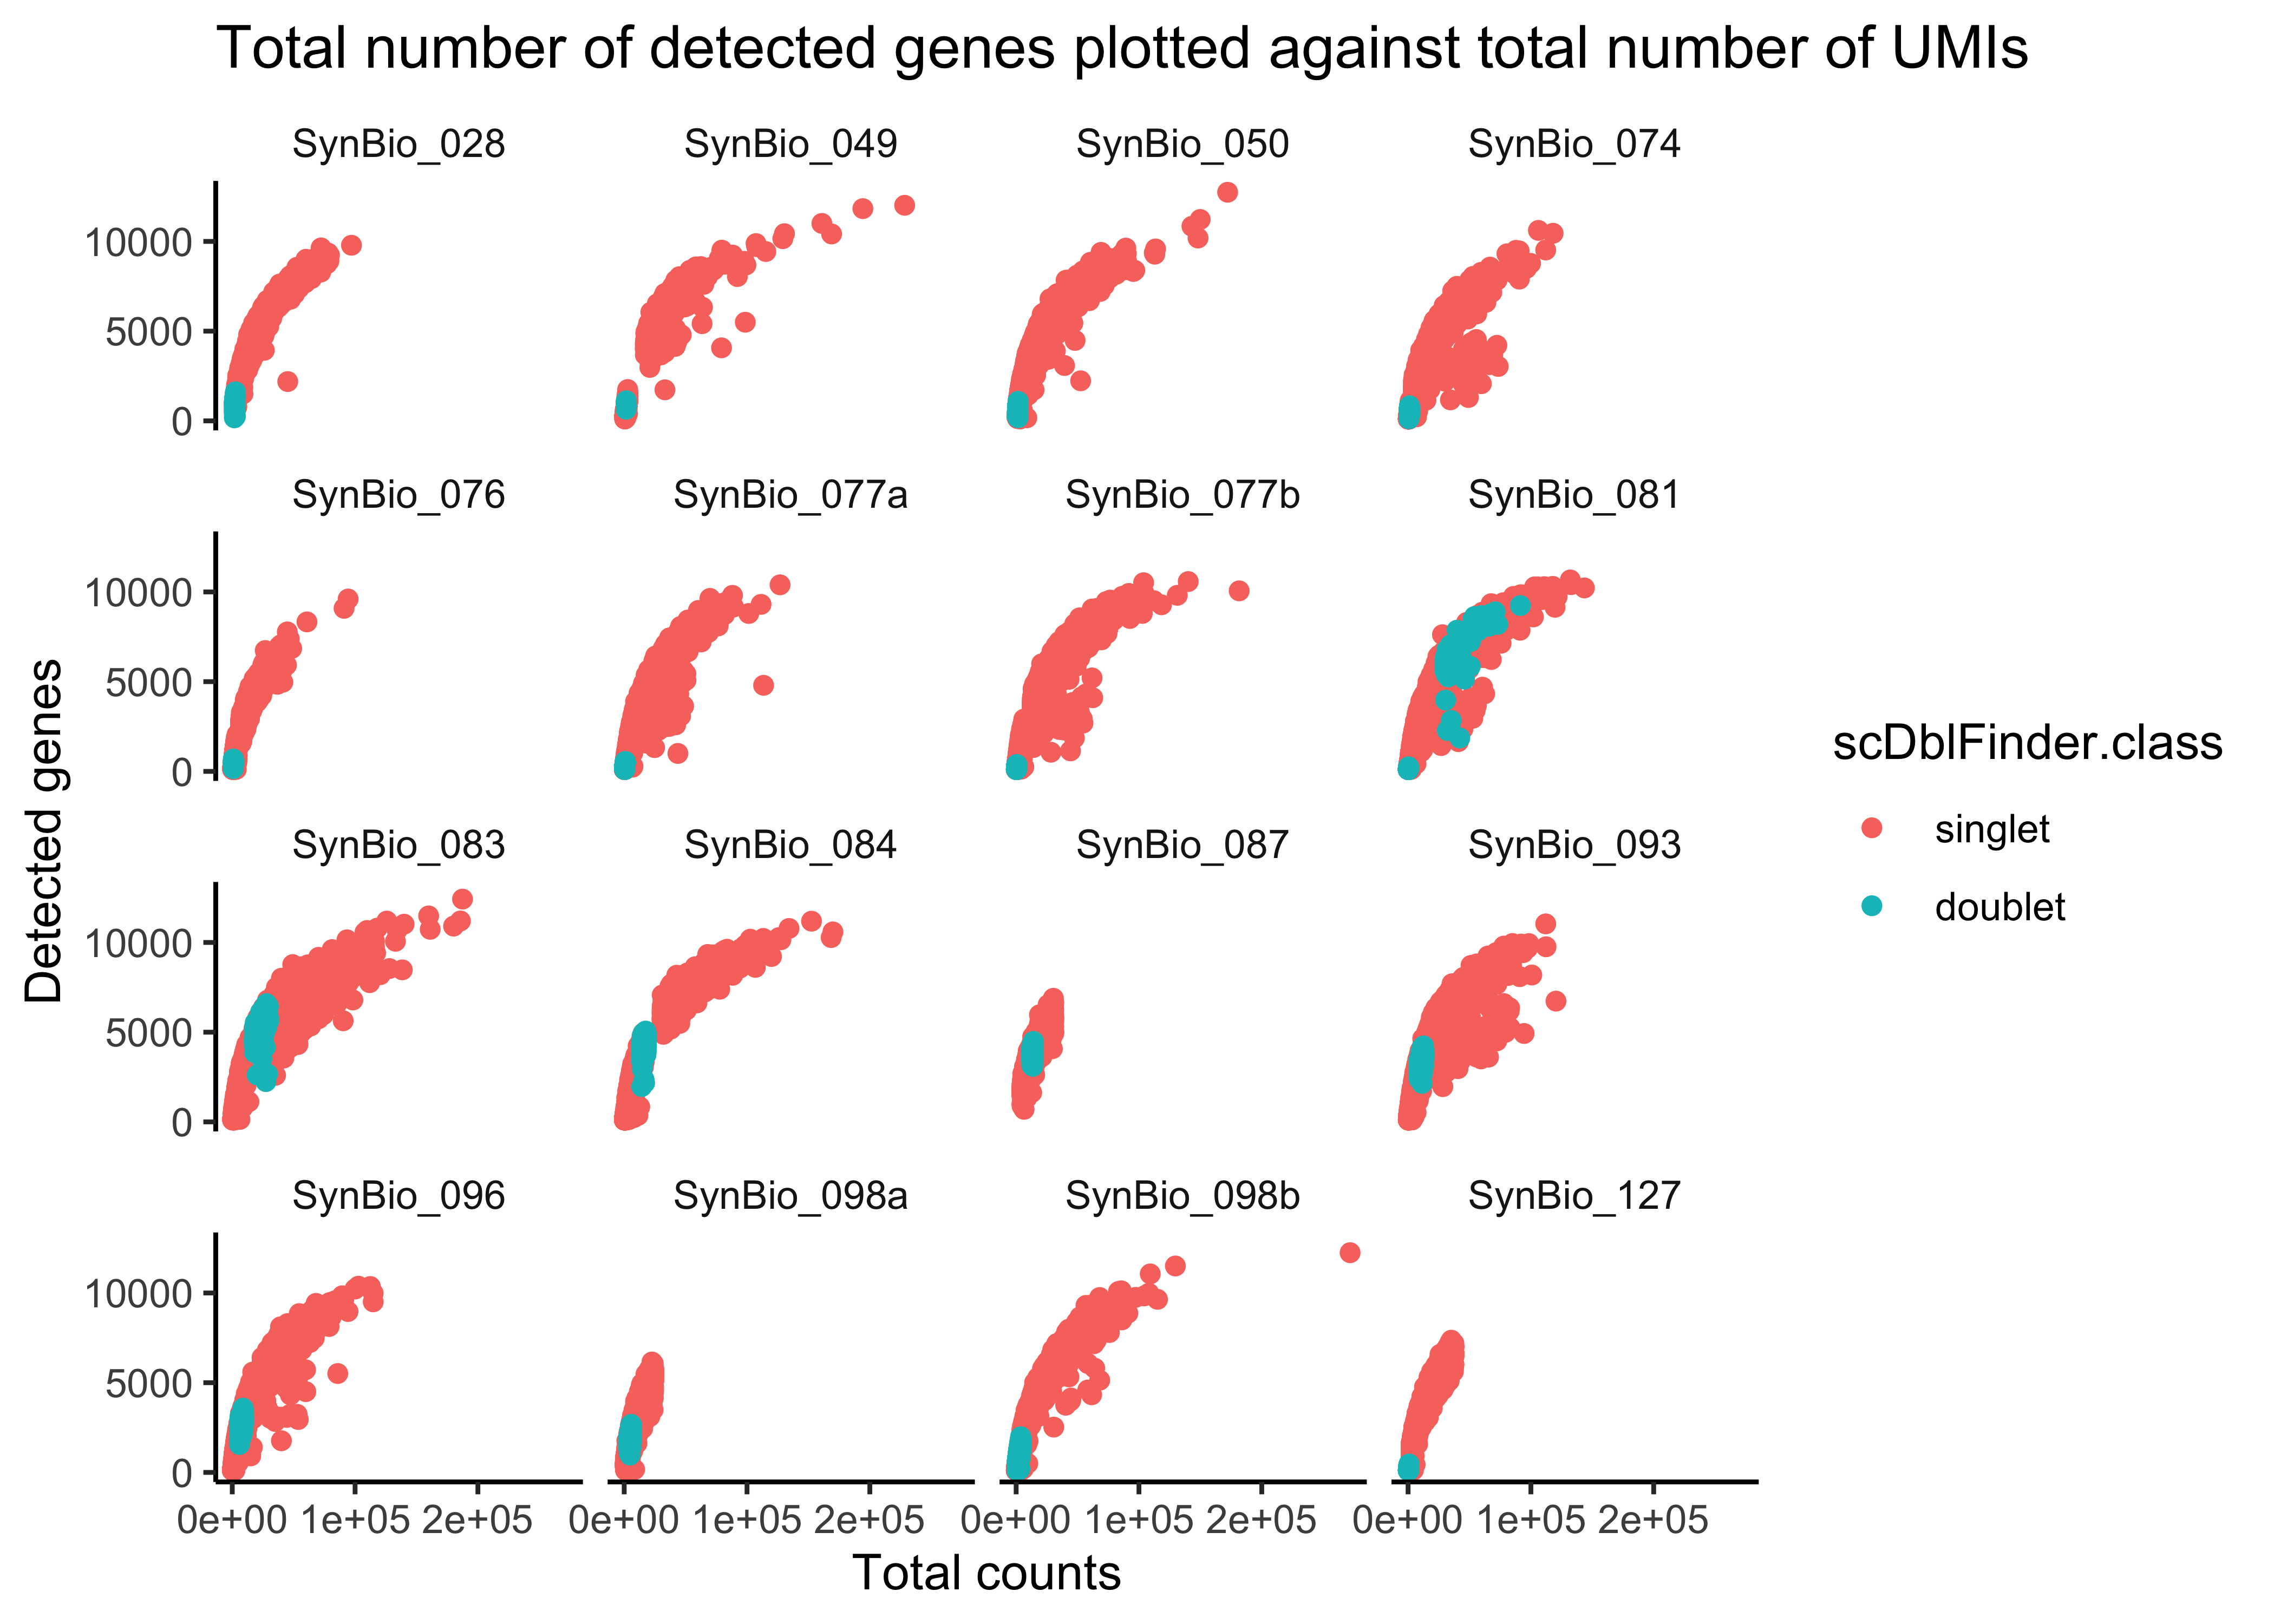 Total number of detected genes plotted against total number of UMIs
SynBio_028 SynBio_049 SynBio_050 SynBio_074
10000
5000
0
SynBio_076 SynBio_077a SynBio_077b SynBio_081
10000
5000
0
SynBio_083 SynBio_084 SynBio_087 SynBio_093
10000
5000
0
SynBio_096 SynBio_098a SynBio_098b SynBio_127
10000
5000
0
0e+00 1e+05 2e+05 0e+00 1e+05 2e+05 0e+00 1e+05 2e+05 0e+00 1e+05 2e+05
Total counts
Detected genes
scDblFinder.class
singlet
doublet